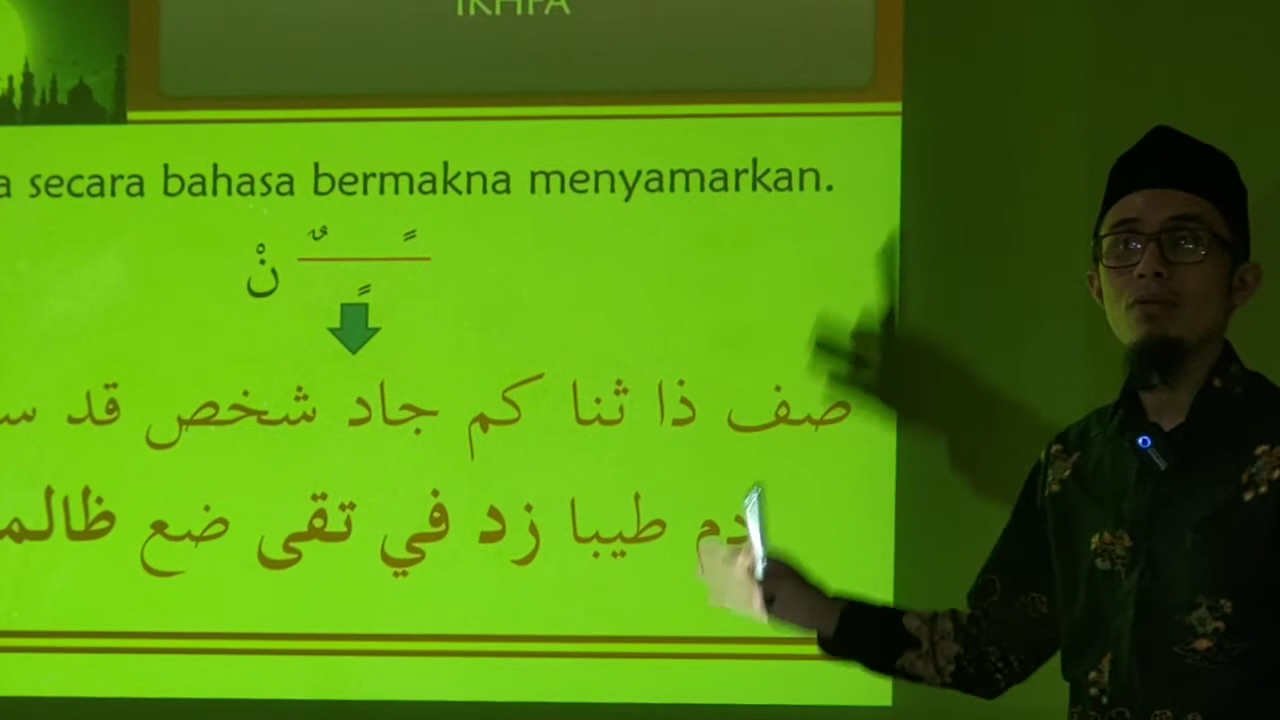 IKHFA
secara bahasa bermakna menyamarkan.
نْ ـًـٌ
ـٍ
صف ذا ثنا كم جاد شخص قد
دم طيبا زد في تقى ضع